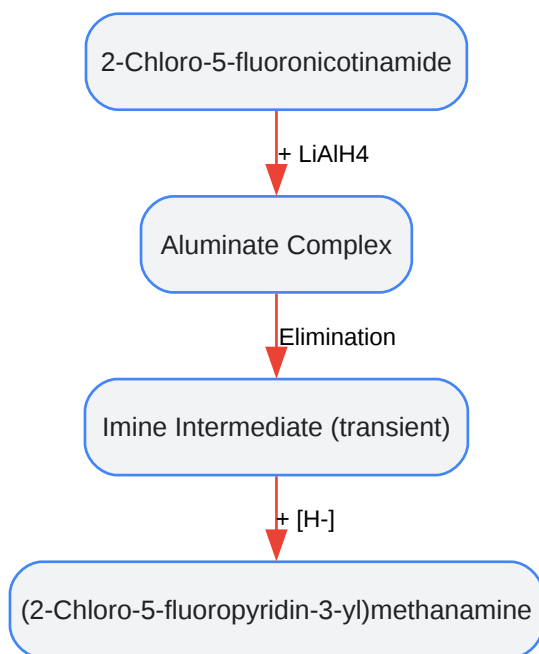 2-Chloro-5-fluoronicotinamide
+ LiAlH4
Aluminate Complex
Elimination
Imine Intermediate (transient)
+ [H-]
(2-Chloro-5-fluoropyridin-3-yl)methanamine